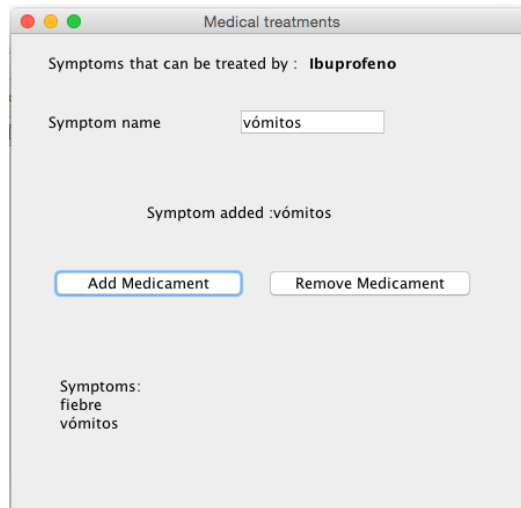 Medical treatments
Symptoms that can be treated by : Ibuprofeno
Symptom name vómitos
Symptom added :vómitos
Add Medicament Remove Medicament
Symptoms:
fiebre
vómitos